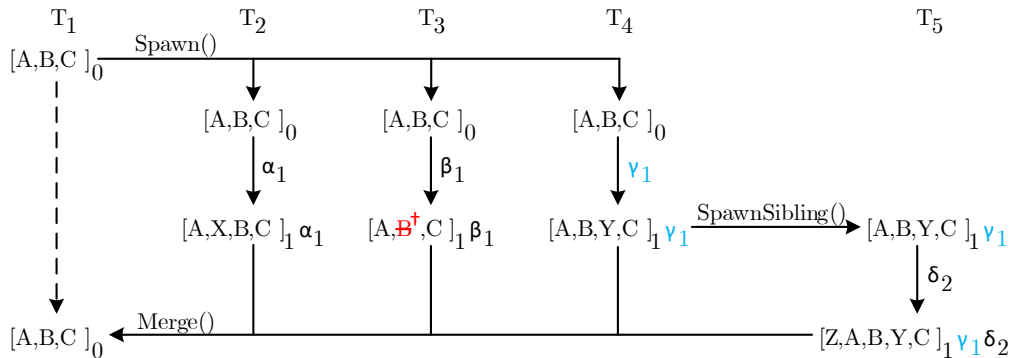 T1 T2 T3 T4 T5
[A,B,C ]0 Spawn()
[A,B,C ]0 [A,B,C ]0 [A,B,C ]0
α1 β1 γ1
[A,X,B,C ]1 α1 [A,B†,C ]1 β1 [A,B,Y,C ]1 γ1 SpawnSibling() [A,B,Y,C ]1 γ1
δ2
[A,B,C ]0 Merge() [Z,A,B,Y,C ]1 γ1 δ2